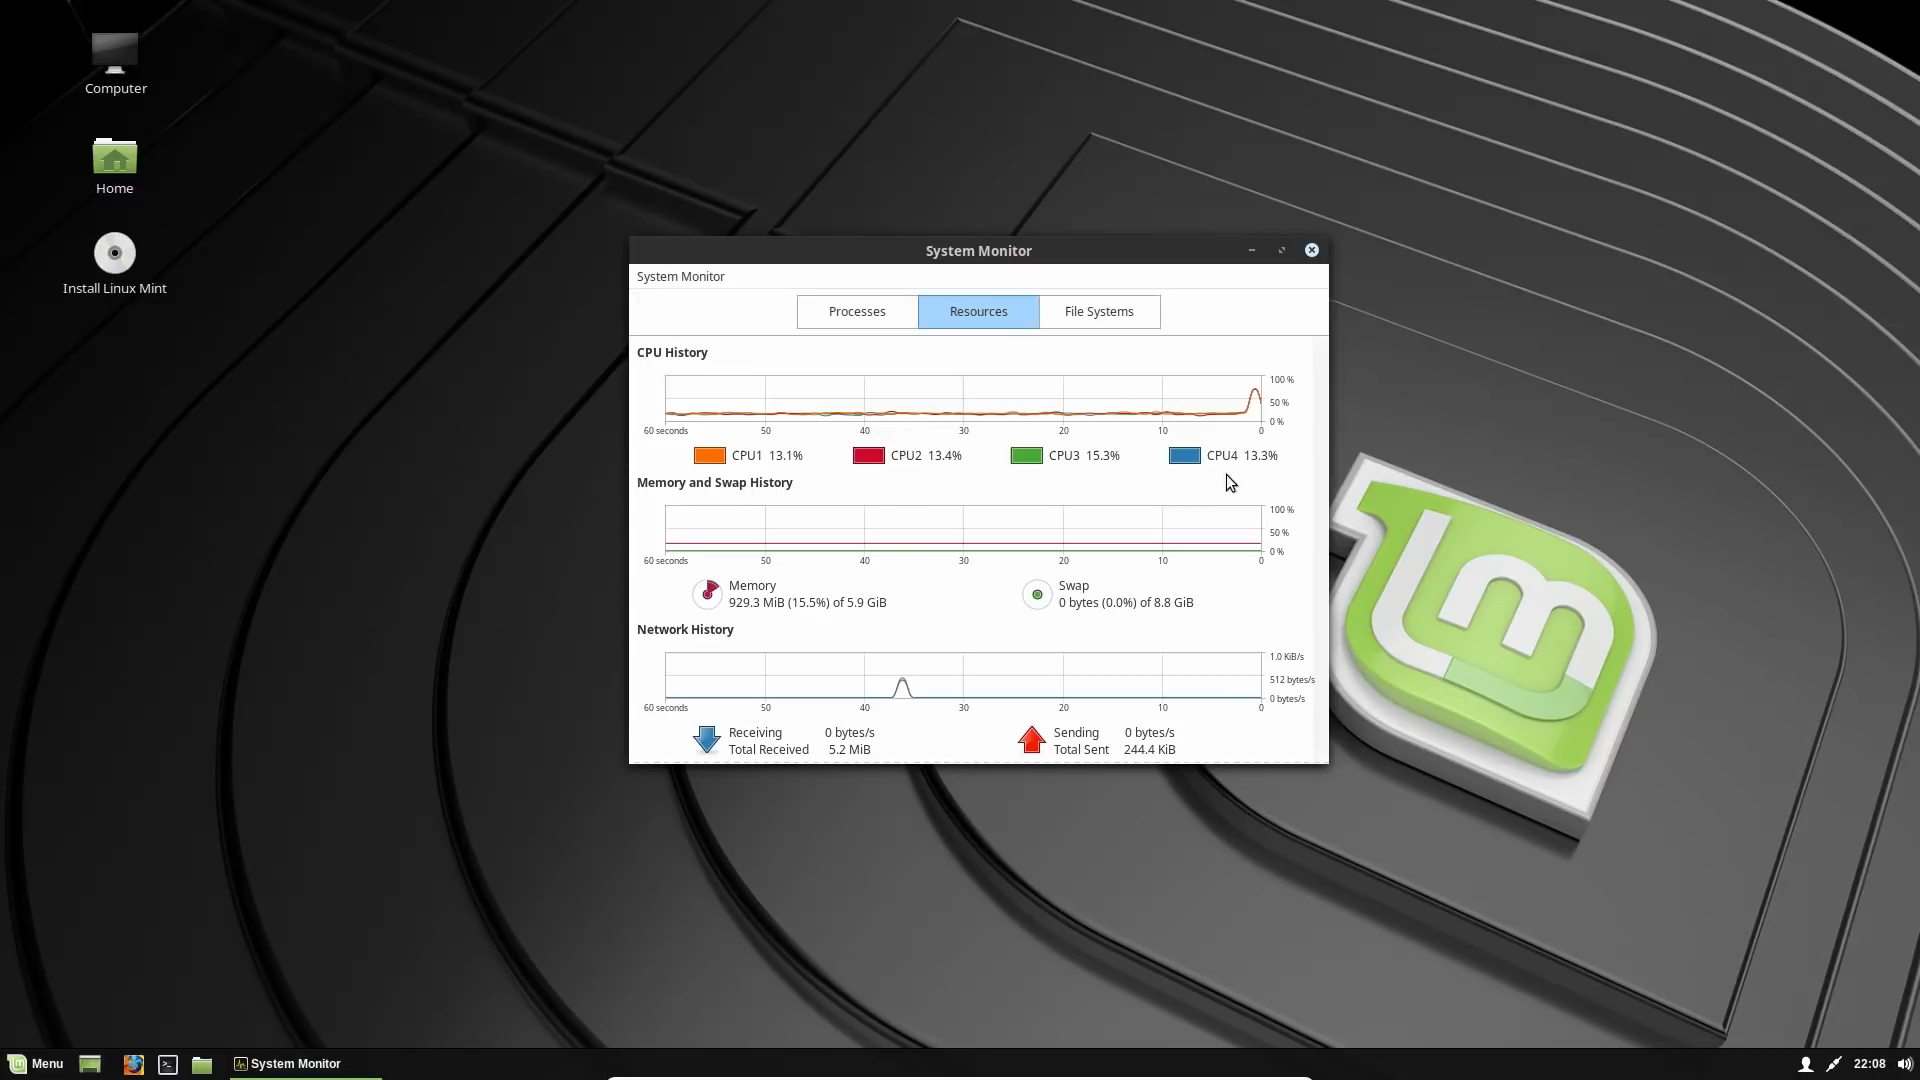 Computer
Home
Install Linux Mint
System Monitor
System Monitor
Processes Resources File Systems
CPU History
100 %
50 %
0 %
60 seconds 50 40 30 20 10 0
CPU1 13.1% CPU2 13.4% CPU3 15.3% CPU4 13.3%
Memory and Swap History
100 %
50 %
0 %
60 seconds 50 40 30 20 10 0
Memory Swap
929.3 MiB (15.5%) of 5.9 GiB 0 bytes (0.0%) of 8.8 GiB
Network History
1.0 KiB/s
512 bytes/s
0 bytes/s
60 seconds 50 40 30 20 10 0
Receiving 0 bytes/s Sending 0 bytes/s
Total Received 5.2 MiB Total Sent 244.4 KiB
Menu System Monitor 22:08